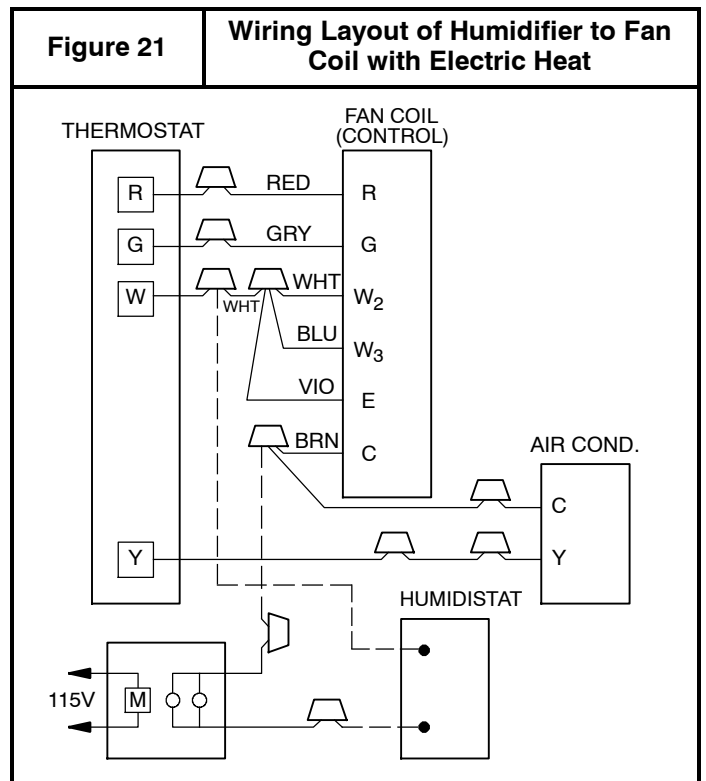 Figure 21
Wiring Layout of Humidifier to Fan
Coil with Electric Heat
THERMOSTAT
FAN COIL
(CONTROL)
R
RED
R
G
GRY
G
W
WHT
WHT
W2
BLU
W3
VIO
E
BRN
C
AIR COND.
C
Y
Y
HUMIDISTAT
115V
M